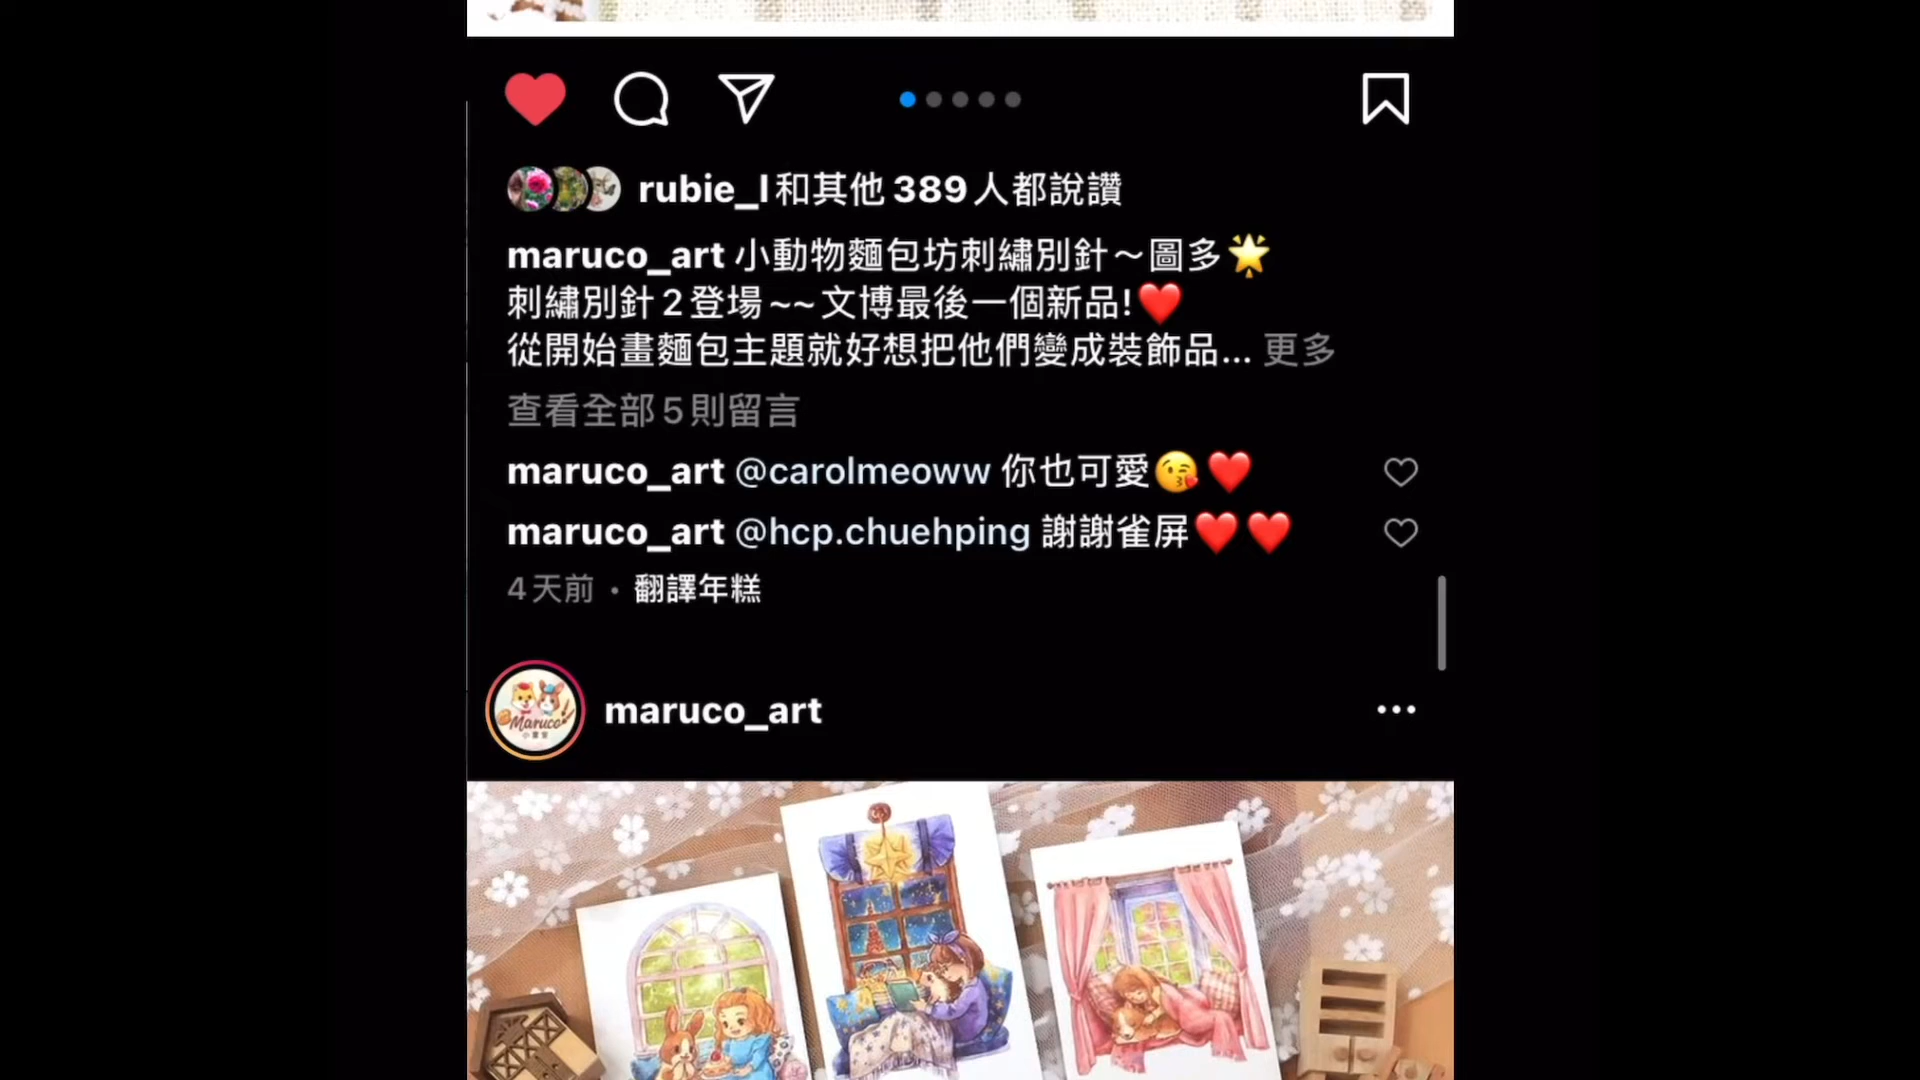 rubie_l和其他 389 人都說讚
maruco_art 小動物麵包坊刺繡別針～圖多🌟
刺繡別針2登場~~文博最後一個新品!❤️
從開始畫麵包主題就好想把他們變成裝飾品... 更多
查看全部5則留言
maruco_art @carolmeoww 你也可愛😘❤️
maruco_art @hcp.chuehping 謝謝雀屏❤️❤️
4天前 · 翻譯年糕
Maruco
小畫室
maruco_art